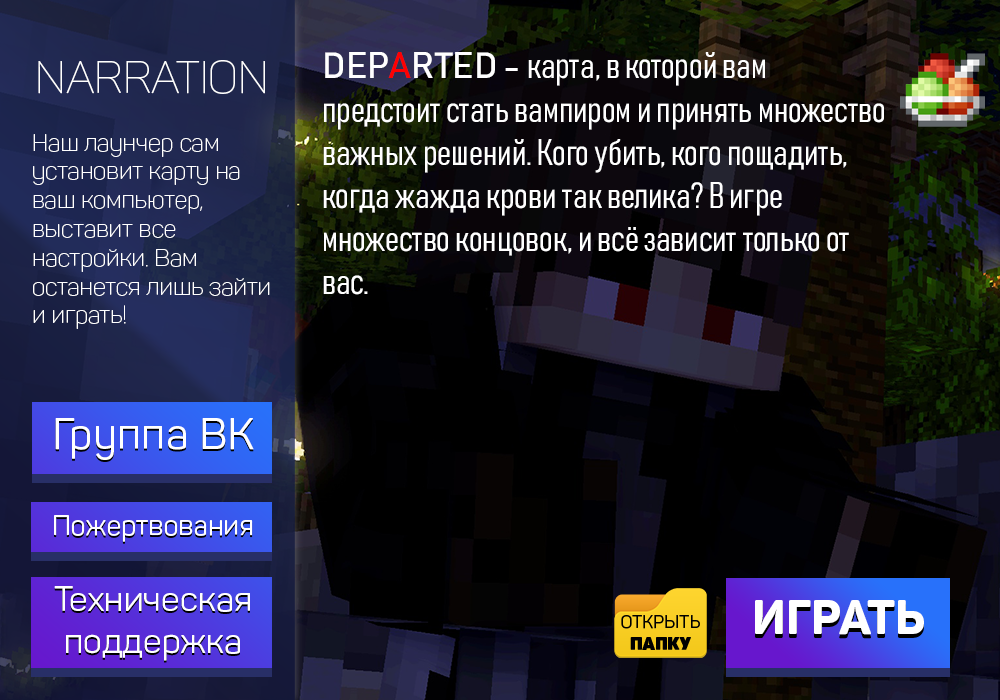 NARRATION
Наш лаунчер сам
установит карту на
ваш компьютер,
выставит все
настройки. Вам
останется лишь зайти
и играть!
Группа ВК
Пожертвования
Техническая
поддержка
DEPARTED – карта, в которой вам
предстоит стать вампиром и принять множество
важных решений. Кого убить, кого пощадить,
когда жажда крови так велика? В игре
множество концовок, и всё зависит только от
вас.
ОТКРЫТЬ
ПАПКУ
ИГРАТЬ